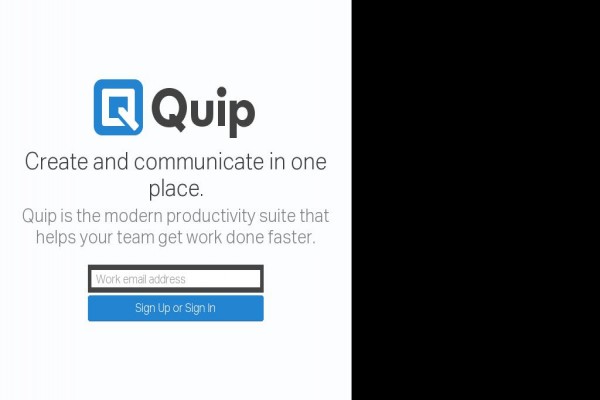 Quip
Create and communicate in one
place.
Quip is the modern productivity suite that
helps your team get work done faster.
Work email address
Sign Up or Sign In